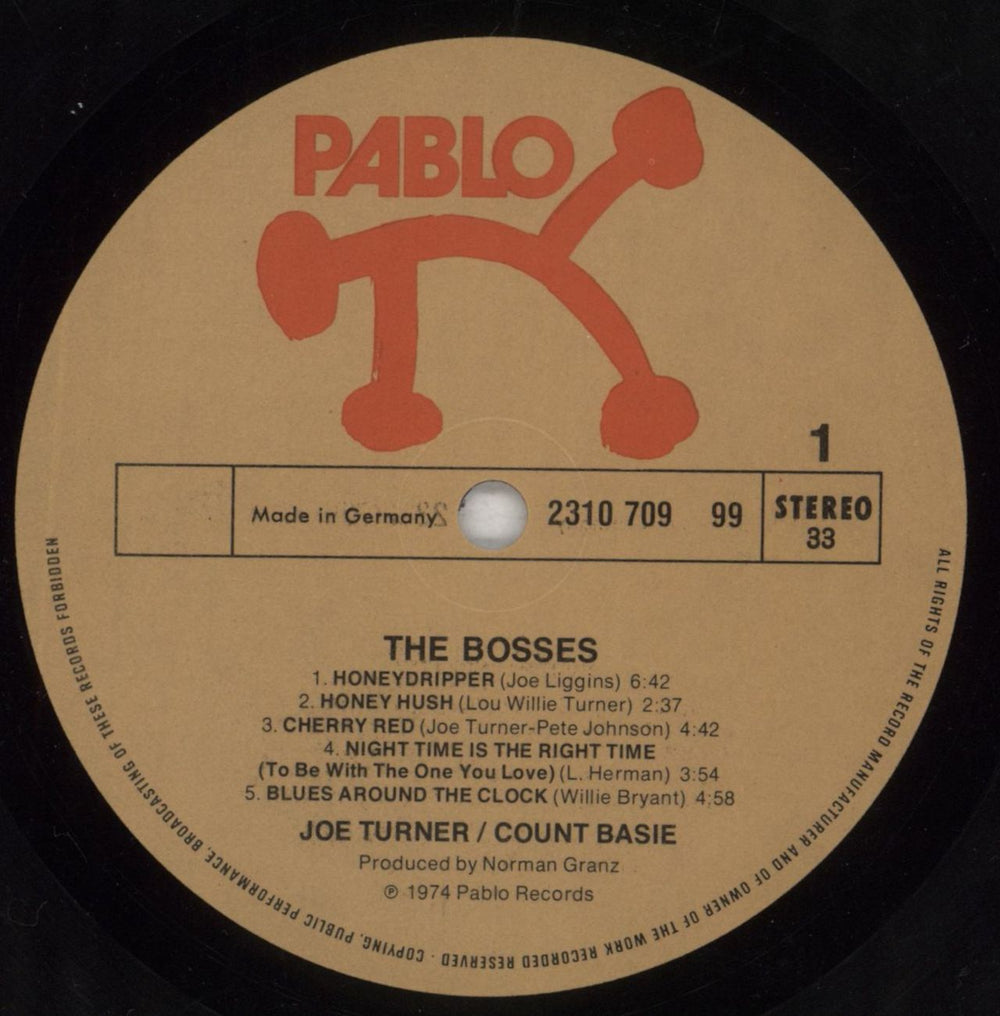 PABLO
1
Made in Germany
2310 709 99
STEREO
33
THE BOSSES
1. HONEYDRIPPER (Joe Liggins) 6:42
2. HONEY HUSH (Lou Willie Turner) 2:37
3. CHERRY RED (Joe Turner-Pete Johnson) 4:42
4. NIGHT TIME IS THE RIGHT TIME
(To Be With The One You Love) (L. Herman) 3:54
5. BLUES AROUND THE CLOCK (Willie Bryant) 4:58
JOE TURNER / COUNT BASIE
Produced by Norman Granz
℗ 1974 Pablo Records
ALL RIGHTS OF THE RECORD MANUFACTURER AND OF OWNER OF THE WORK RECORDED RESERVED · COPYING, PUBLIC PERFORMANCE, BROADCASTING OF THESE RECORDS FORBIDDEN